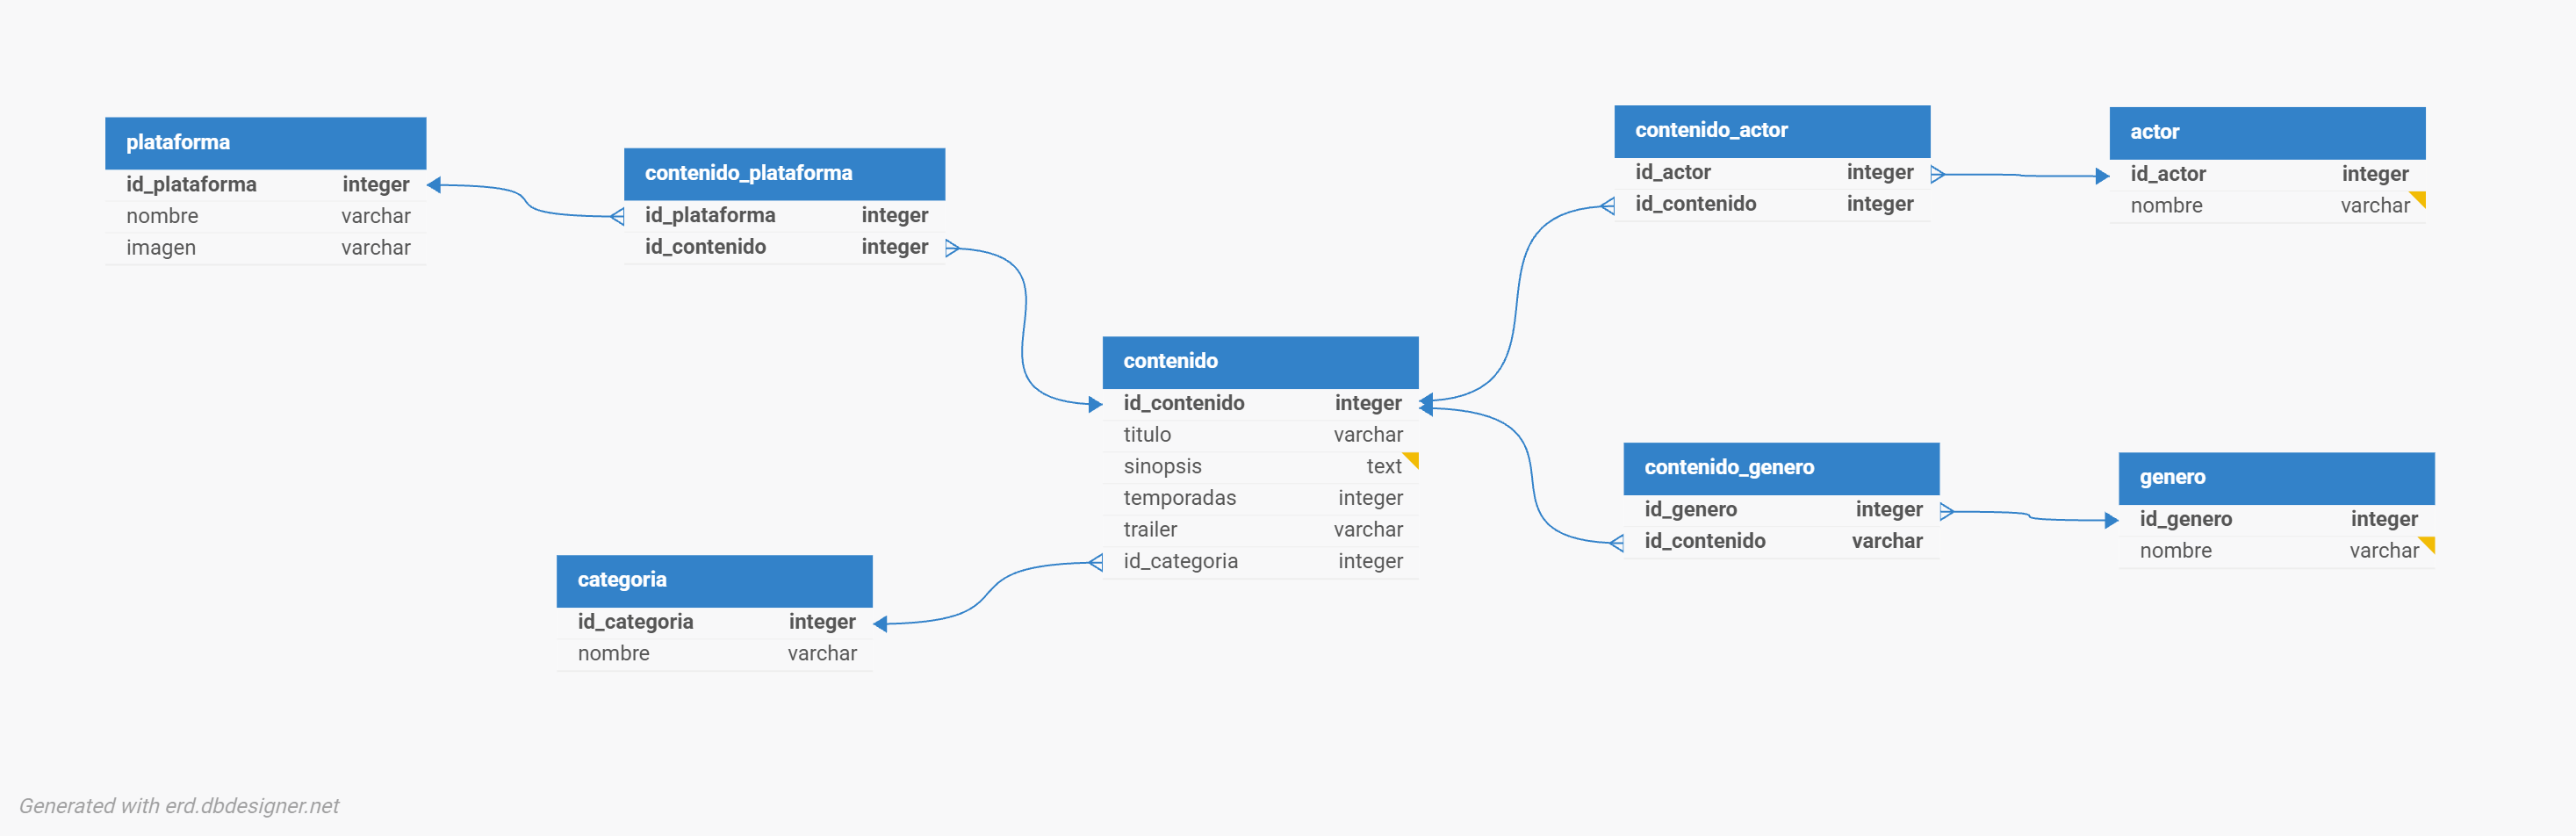 plataforma
id_plataforma integer
nombre varchar
imagen varchar
contenido_plataforma
id_plataforma integer
id_contenido integer
contenido
id_contenido integer
titulo varchar
sinopsis text
temporadas integer
trailer varchar
id_categoria integer
categoria
id_categoria integer
nombre varchar
contenido_actor
id_actor integer
id_contenido integer
actor
id_actor integer
nombre varchar
contenido_genero
id_genero integer
id_contenido varchar
genero
id_genero integer
nombre varchar
Generated with erd.dbdesigner.net